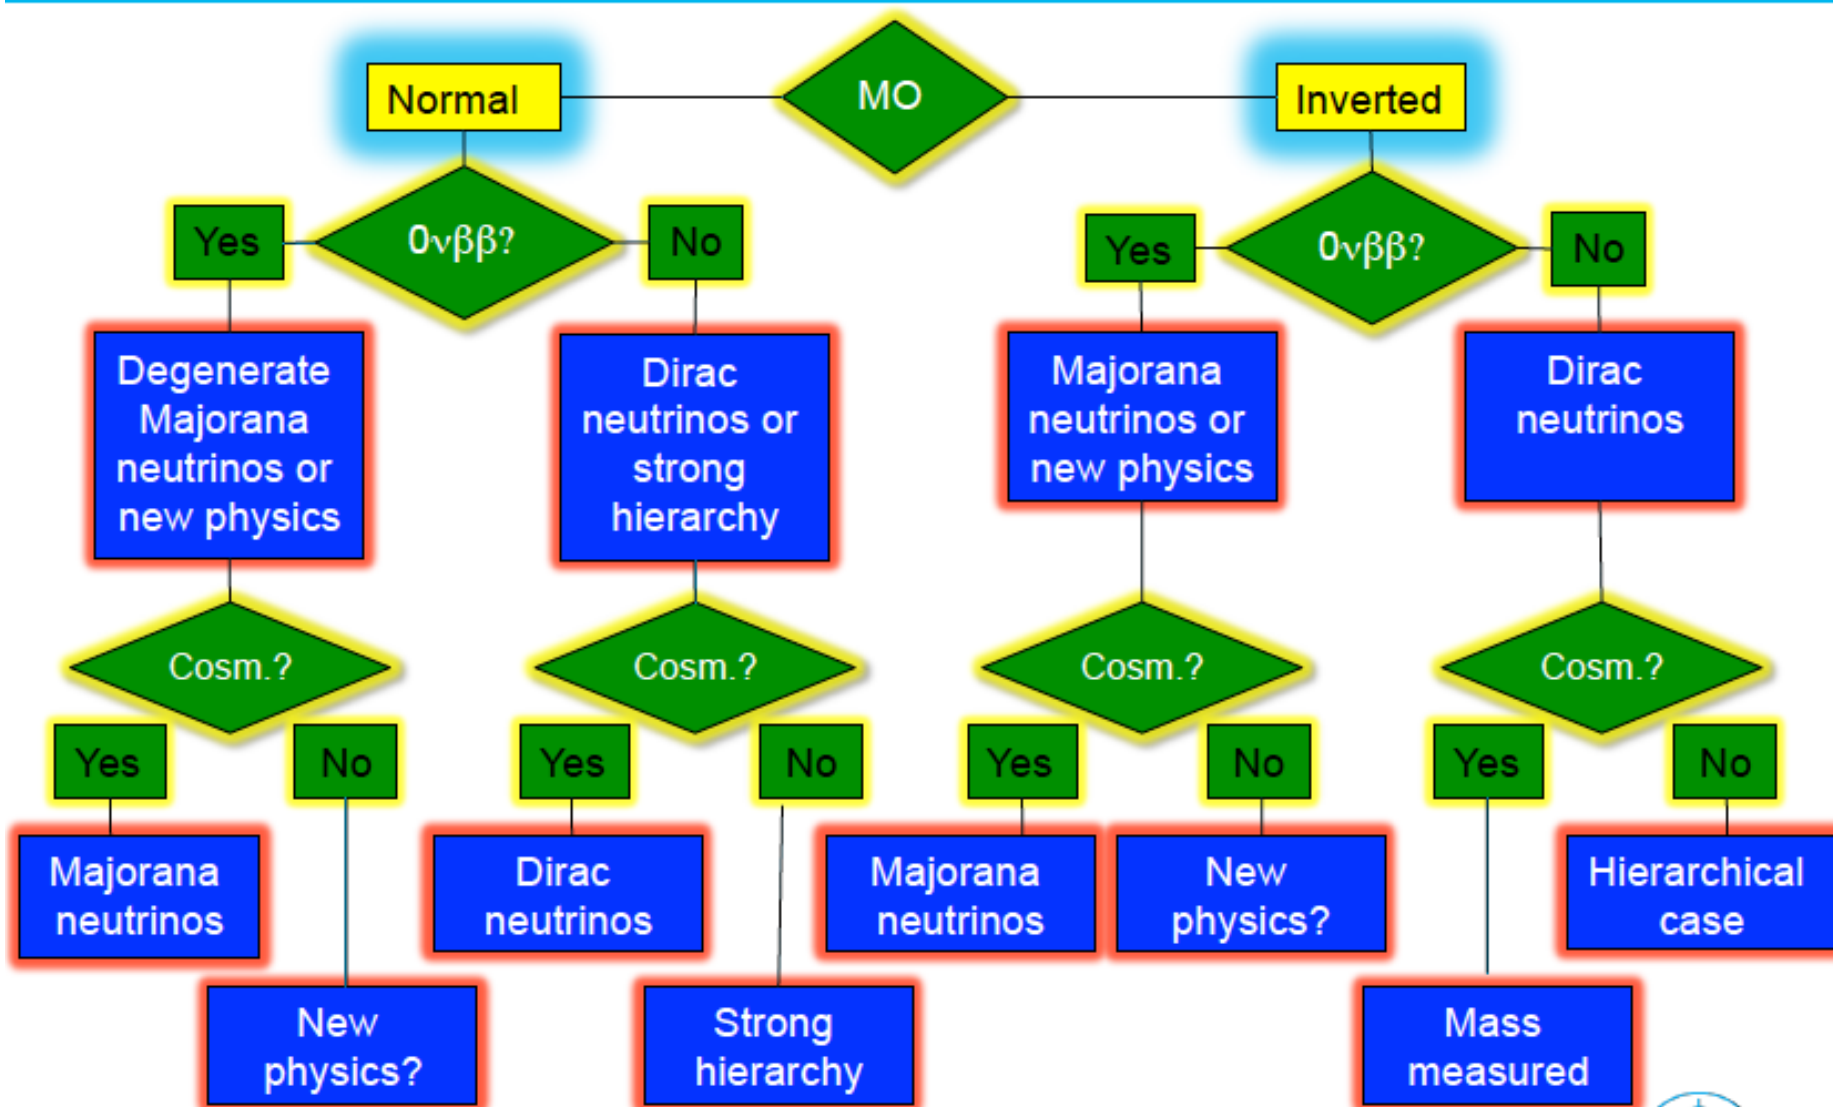 Normal
MO
Inverted
Yes
0νββ?
No
Yes
0νββ?
No
Degenerate
Majorana
neutrinos or
new physics
Dirac
neutrinos or
strong
hierarchy
Majorana
neutrinos or
new physics
Dirac
neutrinos
Cosm.?
Cosm.?
Cosm.?
Cosm.?
Yes
No
Yes
No
Yes
No
Yes
No
Majorana
neutrinos
Dirac
neutrinos
Majorana
neutrinos
New
physics?
Hierarchical
case
New
physics?
Strong
hierarchy
Mass
measured